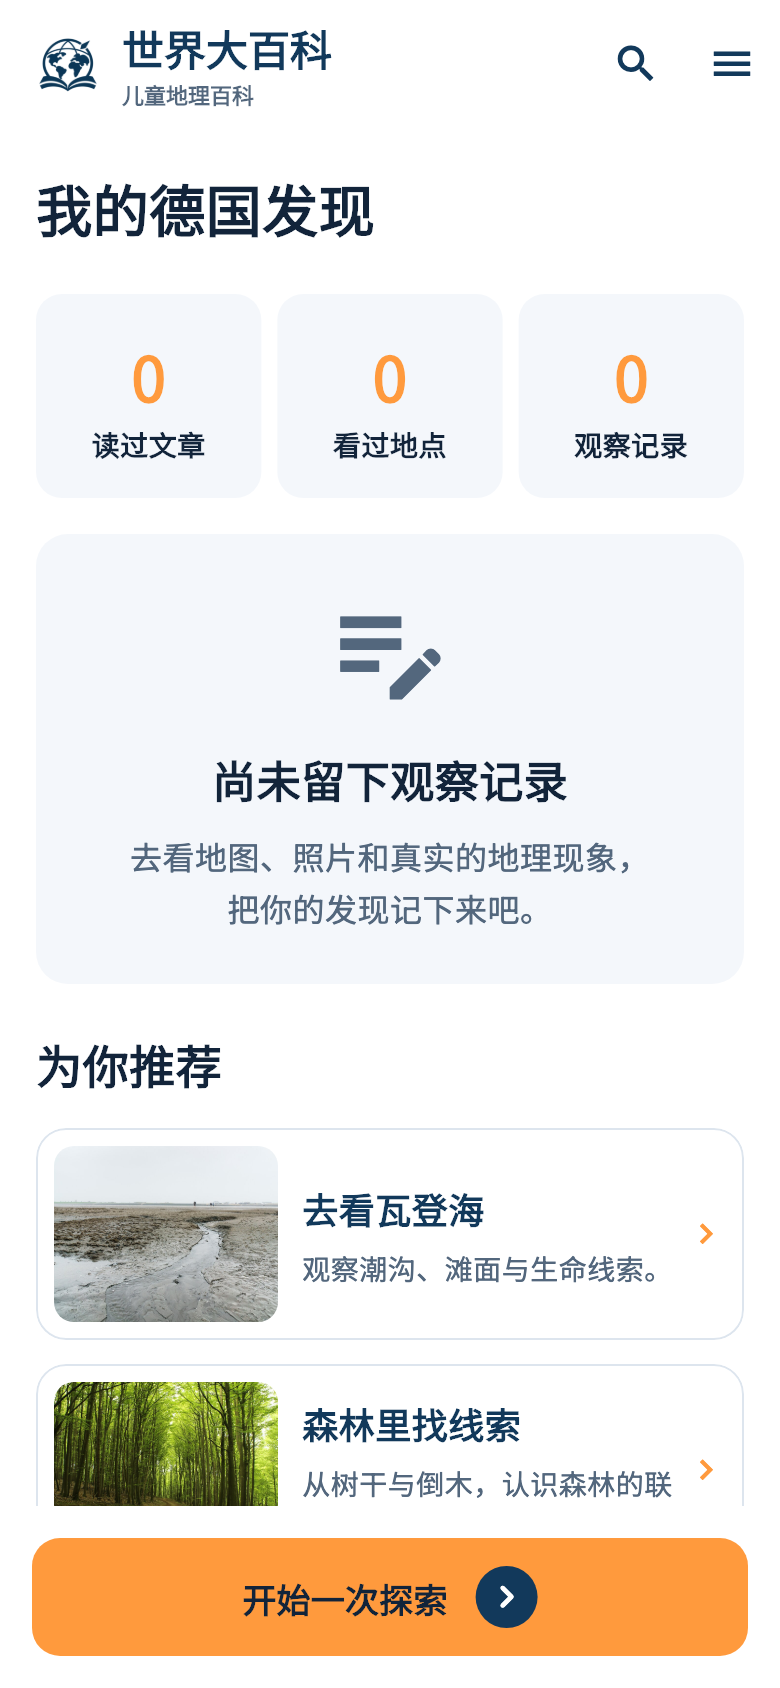 世界大百科
儿童地理百科
我的德国发现
0
读过文章
0
看过地点
0
观察记录
尚未留下观察记录
去看地图、照片和真实的地理现象，
把你的发现记下来吧。
为你推荐
去看瓦登海
观察潮沟、滩面与生命线索。
森林里找线索
从树干与倒木，认识森林的联
开始一次探索